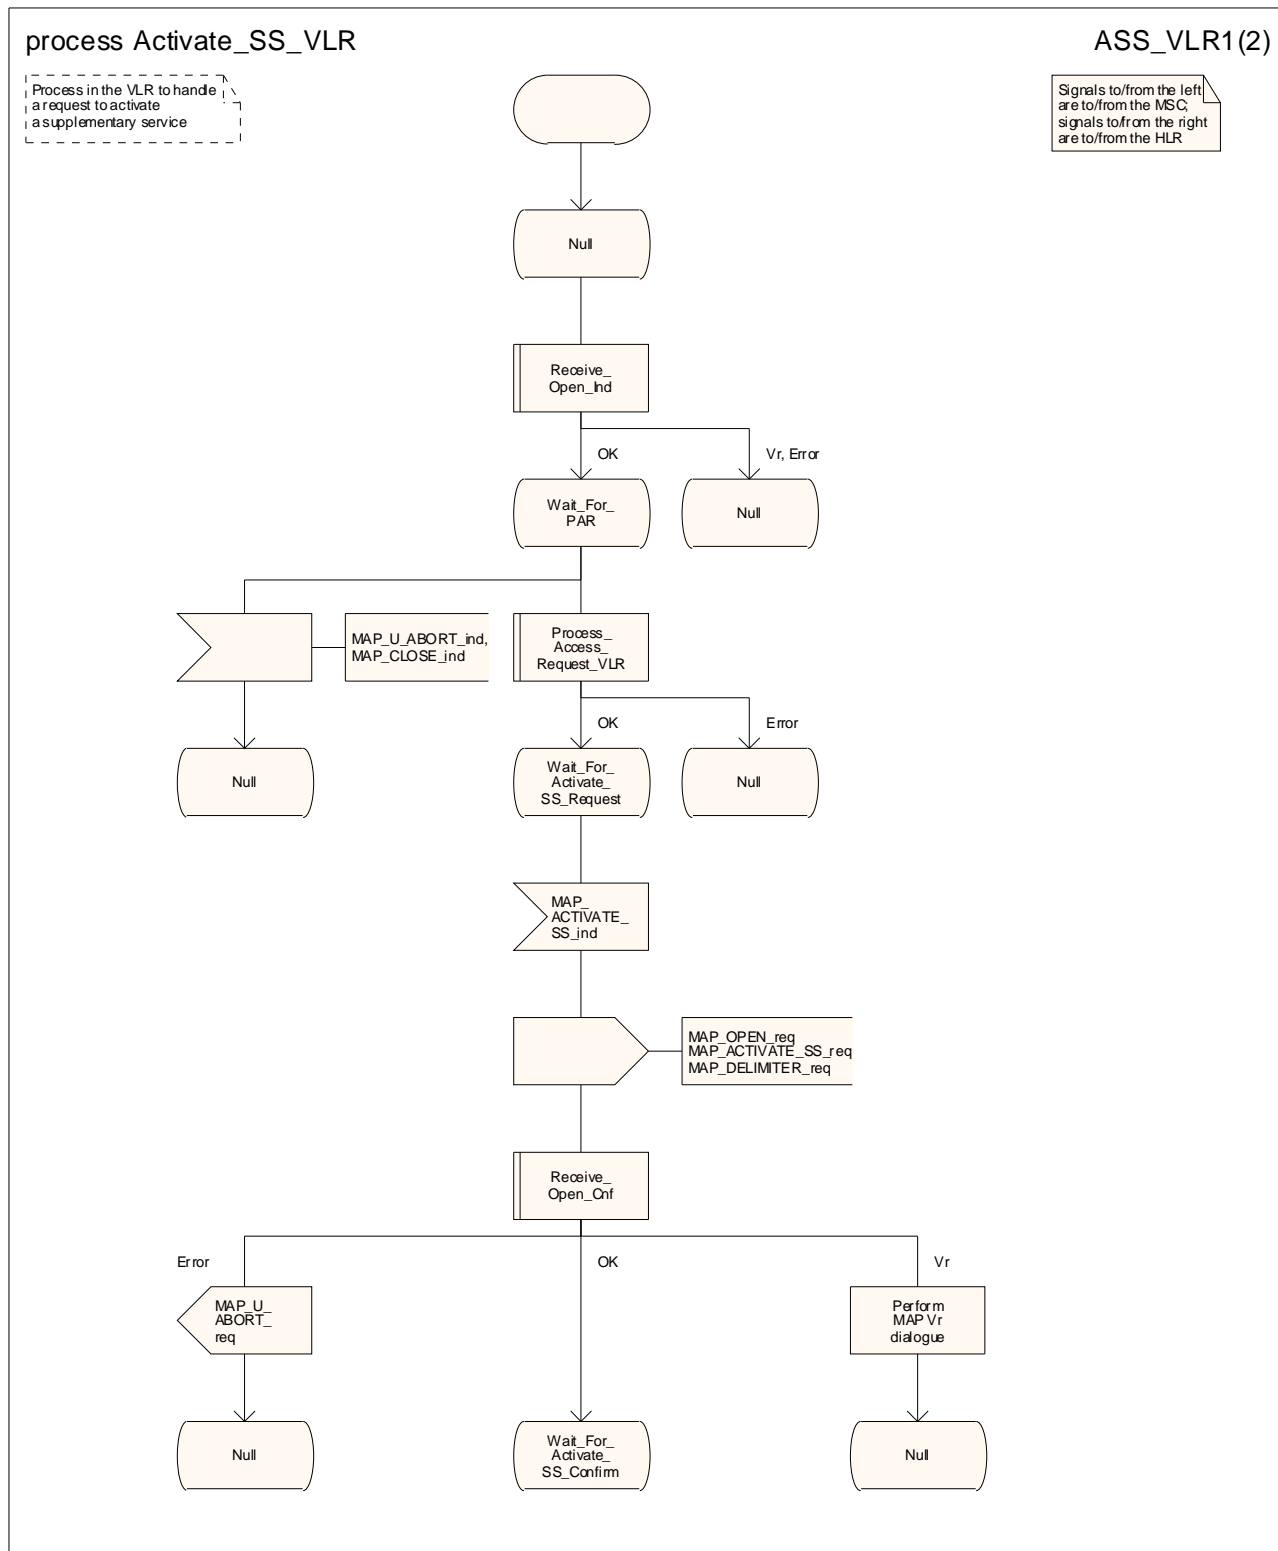 process Activate_SS_VLR
ASS_VLR1(2)
Process in the VLR to handle
a request to activate
a supplementary service
Signals to/from the left
are to/from the MSC;
signals to/from the right
are to/from the HLR
Null
Receive_
Open_Ind
OK
Vr, Error
Wait_For_
PAR
Null
MAP_U_ABORT_ind,
MAP_CLOSE_ind
Process_
Access_
Request_VLR
OK
Error
Null
Wait_For_
Activate_
SS_Request
Null
MAP_
ACTIVATE_
SS_ind
MAP_OPEN_req
MAP_ACTIVATE_SS_req
MAP_DELIMITER_req
Receive_
Open_Cnf
Error
OK
Vr
MAP_U_
ABORT_
req
Perform
MAP Vr
dialogue
Null
Wait_For_
Activate_
SS_Confirm
Null